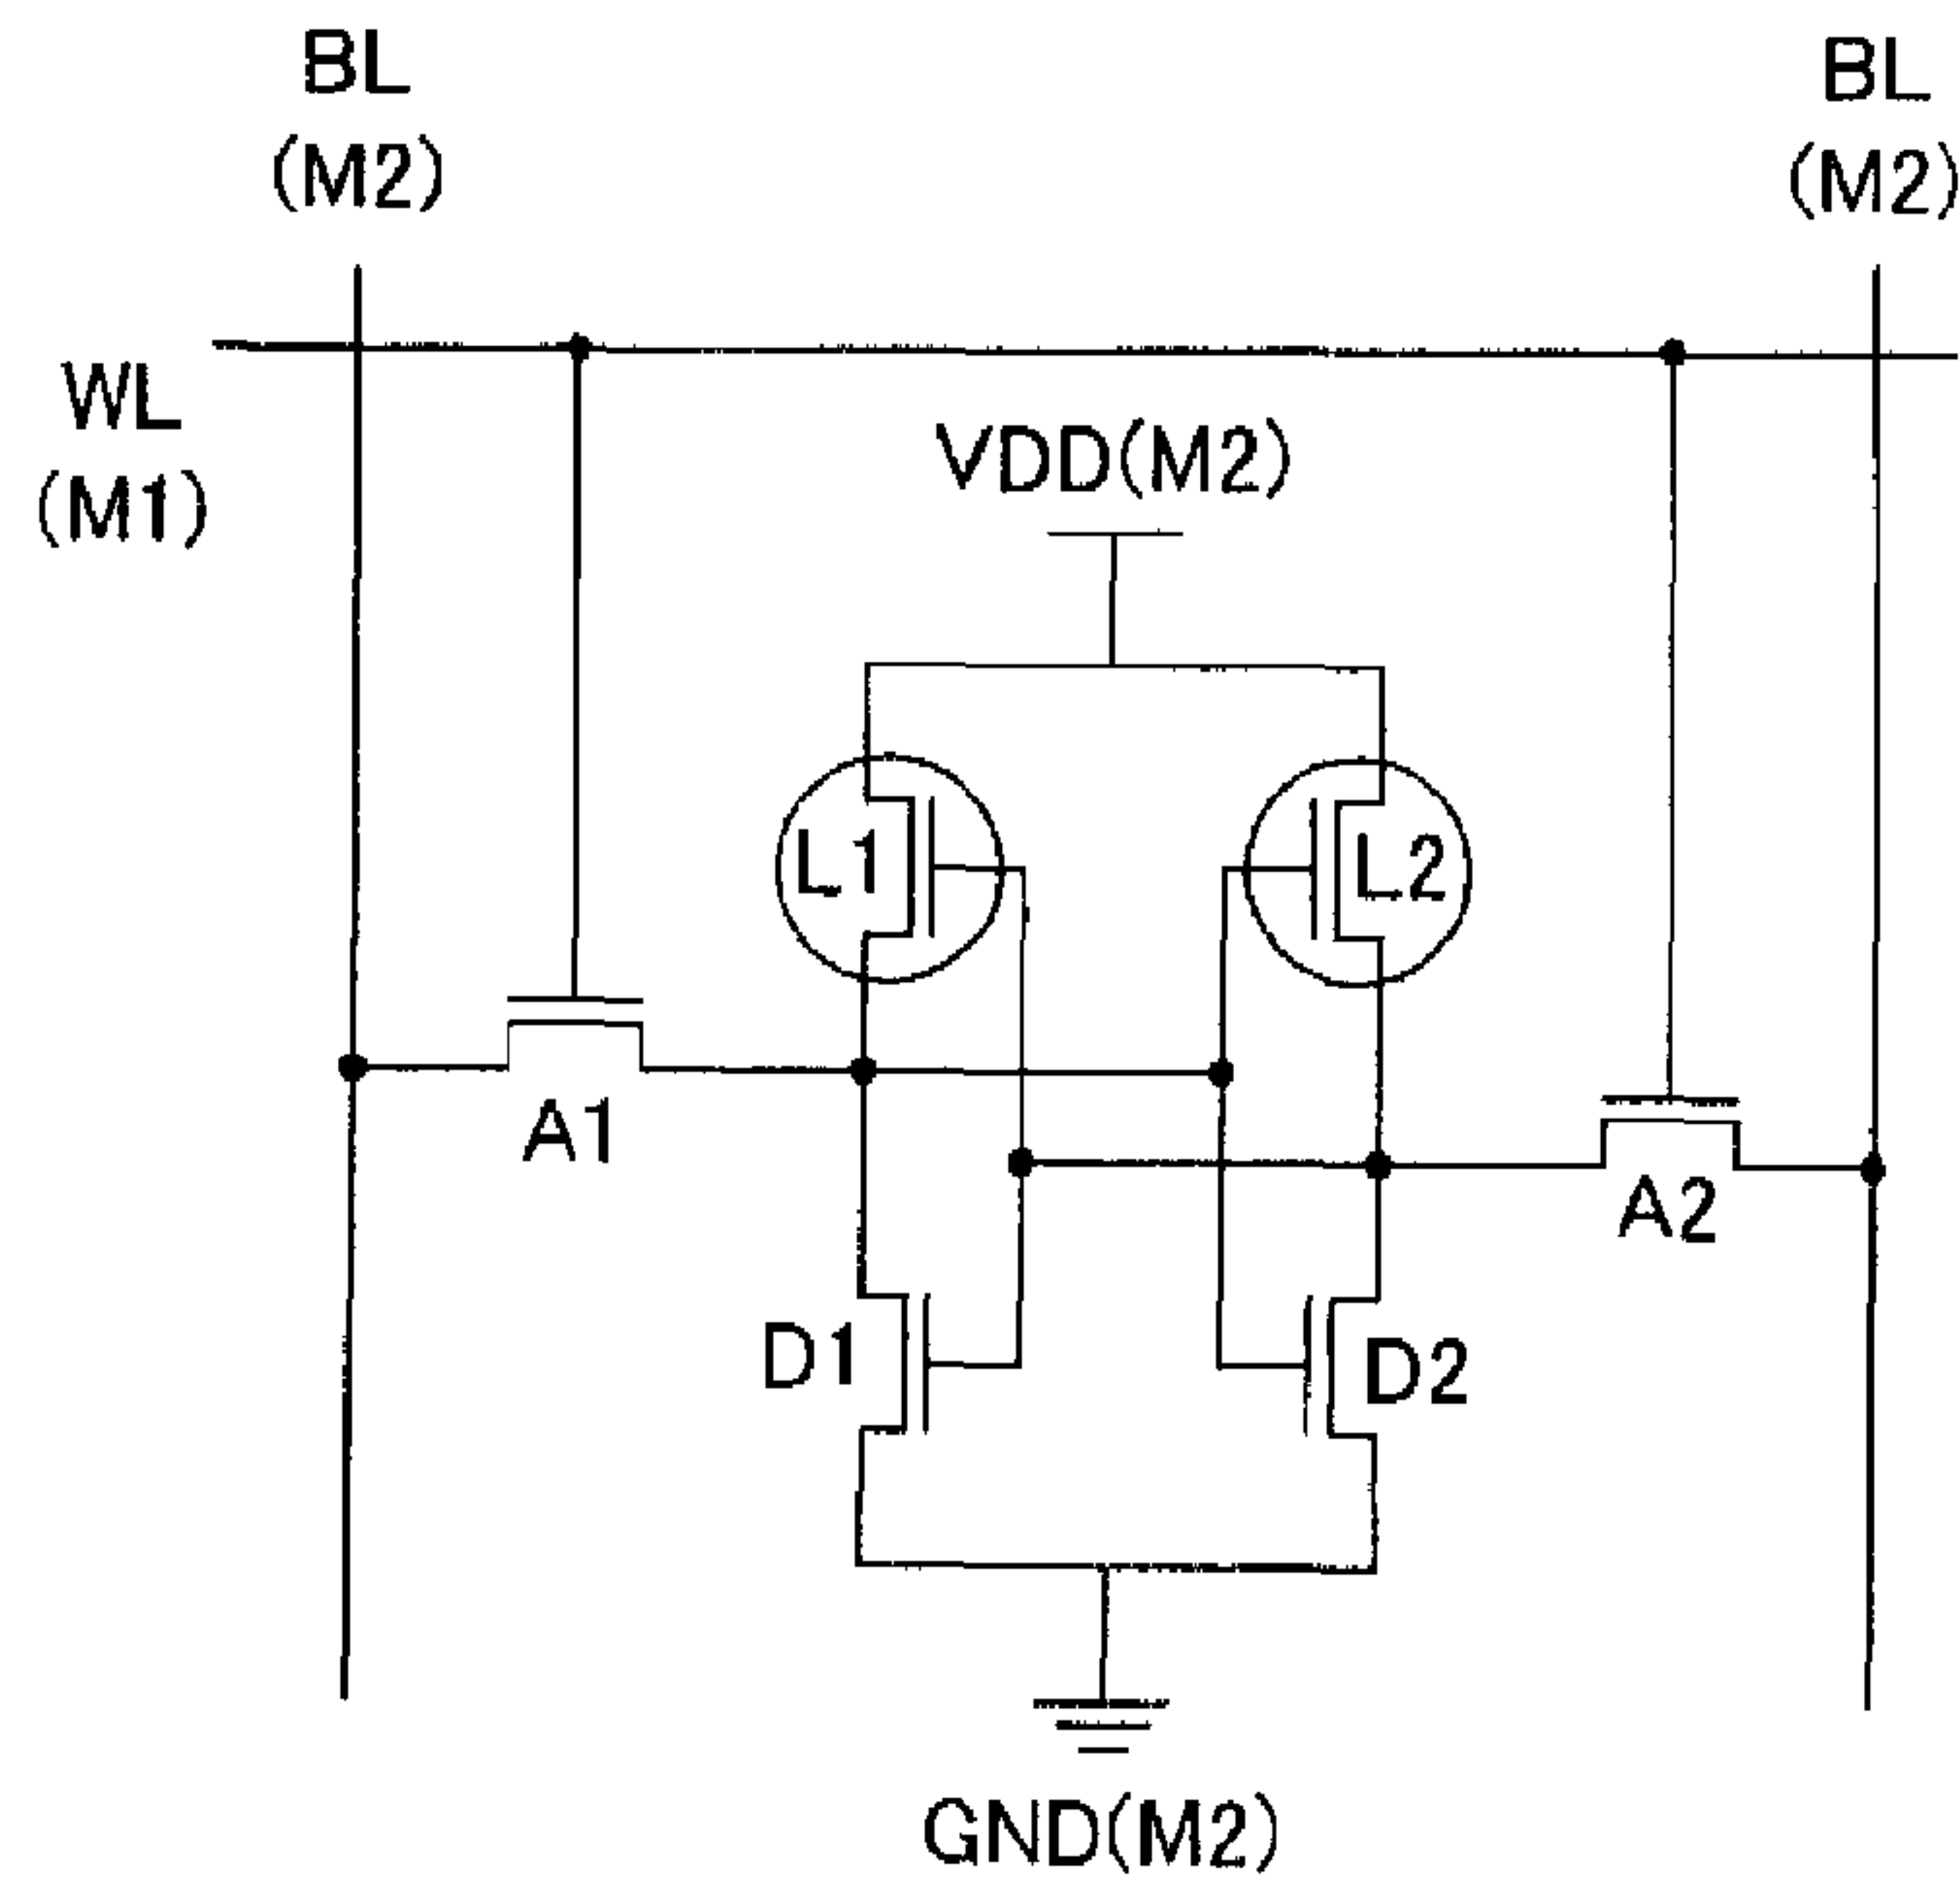 BL
(M2)
BL
(M2)
WL
(M1)
VDD(M2)
L1
L2
A1
A2
D1
D2
GND(M2)